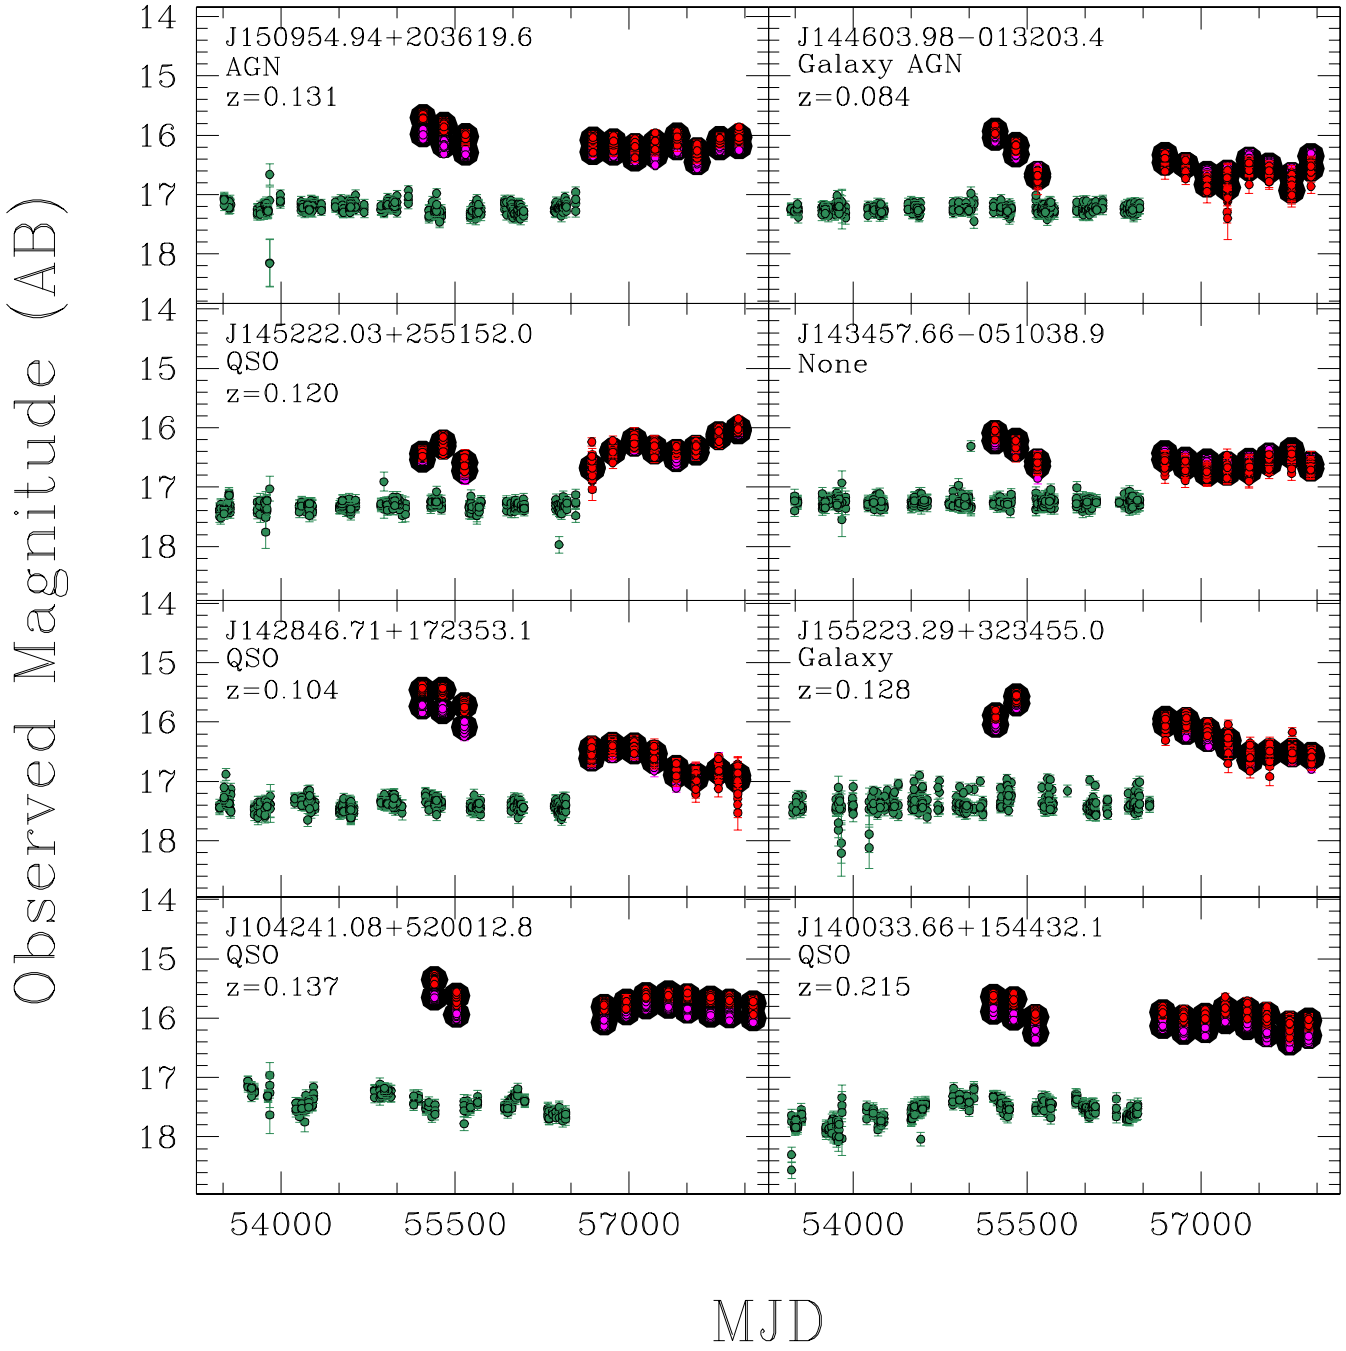 Observed Magnitude (AB)
14
15
16
17
18
J150954.94+203619.6
AGN
z=0.131
J144603.98−013203.4
Galaxy AGN
z=0.084
14
15
16
17
18
J145222.03+255152.0
QSO
z=0.120
J143457.66−051038.9
None
14
15
16
17
18
J142846.71+172353.1
QSO
z=0.104
J155223.29+323455.0
Galaxy
z=0.128
14
15
16
17
18
J104241.08+520012.8
QSO
z=0.137
J140033.66+154432.1
QSO
z=0.215
54000 55500 57000 54000 55500 57000
MJD